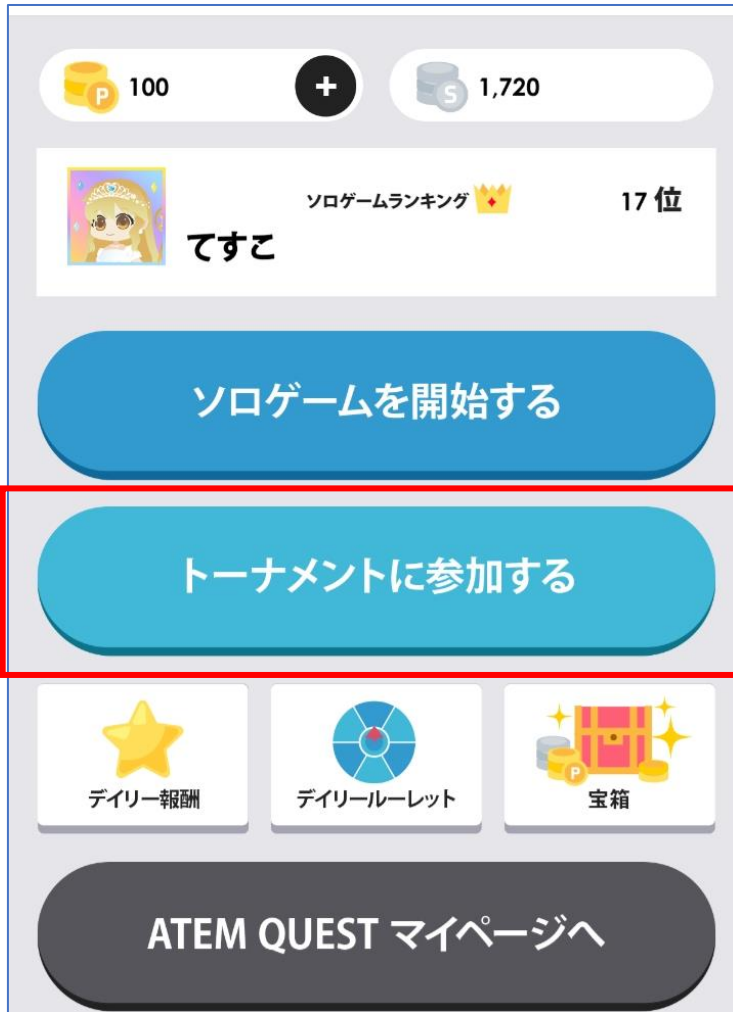 P 100 + S 1,720
ソロゲームランキング 17 位
てすこ
ソロゲームを開始する
トーナメントに参加する
P
デイリー報酬 デイリールーレット 宝箱
ATEM QUEST マイページへ